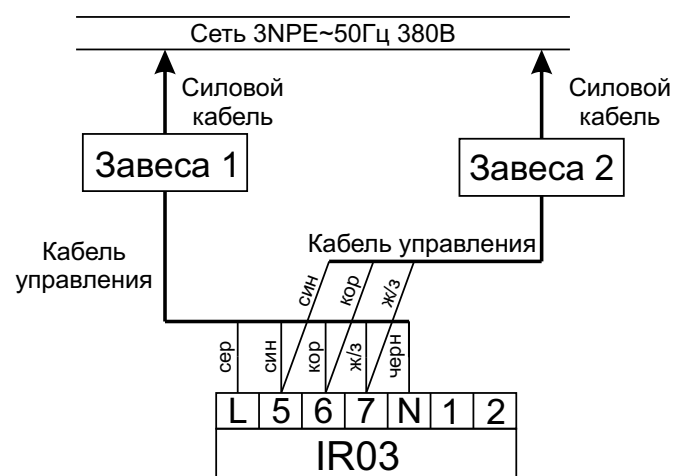 Сеть 3NPE~50Гц 380В
Силовой
кабель
Силовой
кабель
Завеса 1
Завеса 2
Кабель
управления
Кабель управления
син
кор
ж/з
сер
син
кор
ж/з
черн
L 5 6 7 N 1 2
IR03